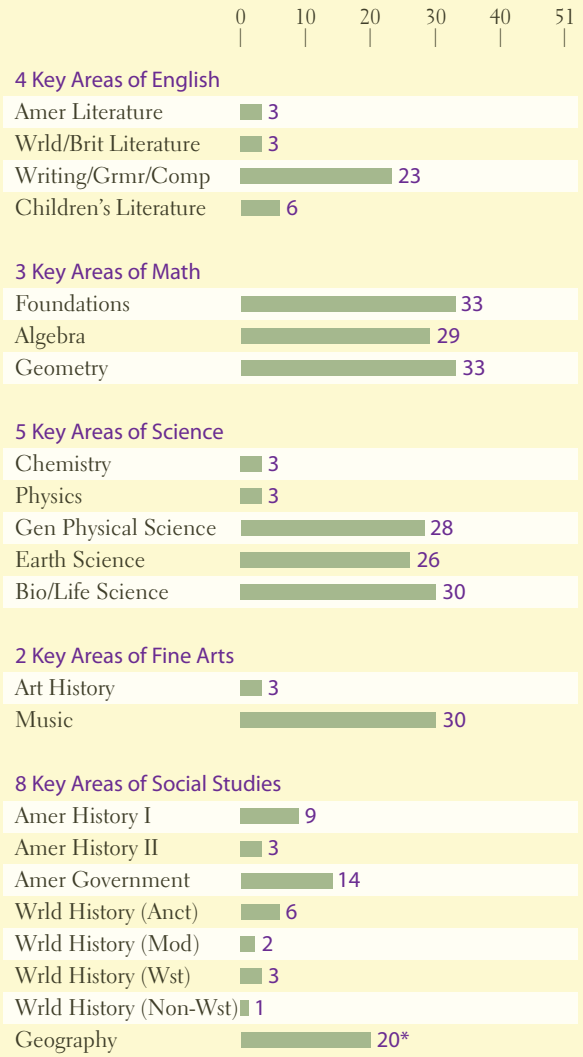 0 10 20 30 40 51
4 Key Areas of English
Amer Literature 3
Wrld/Brit Literature 3
Writing/Grmr/Comp 23
Children’s Literature 6
3 Key Areas of Math
Foundations 33
Algebra 29
Geometry 33
5 Key Areas of Science
Chemistry 3
Physics 3
Gen Physical Science 28
Earth Science 26
Bio/Life Science 30
2 Key Areas of Fine Arts
Art History 3
Music 30
8 Key Areas of Social Studies
Amer History I 9
Amer History II 3
Amer Government 14
Wrld History (Anct) 6
Wrld History (Mod) 2
Wrld History (Wst) 3
Wrld History (Non-Wst) 1
Geography 20*